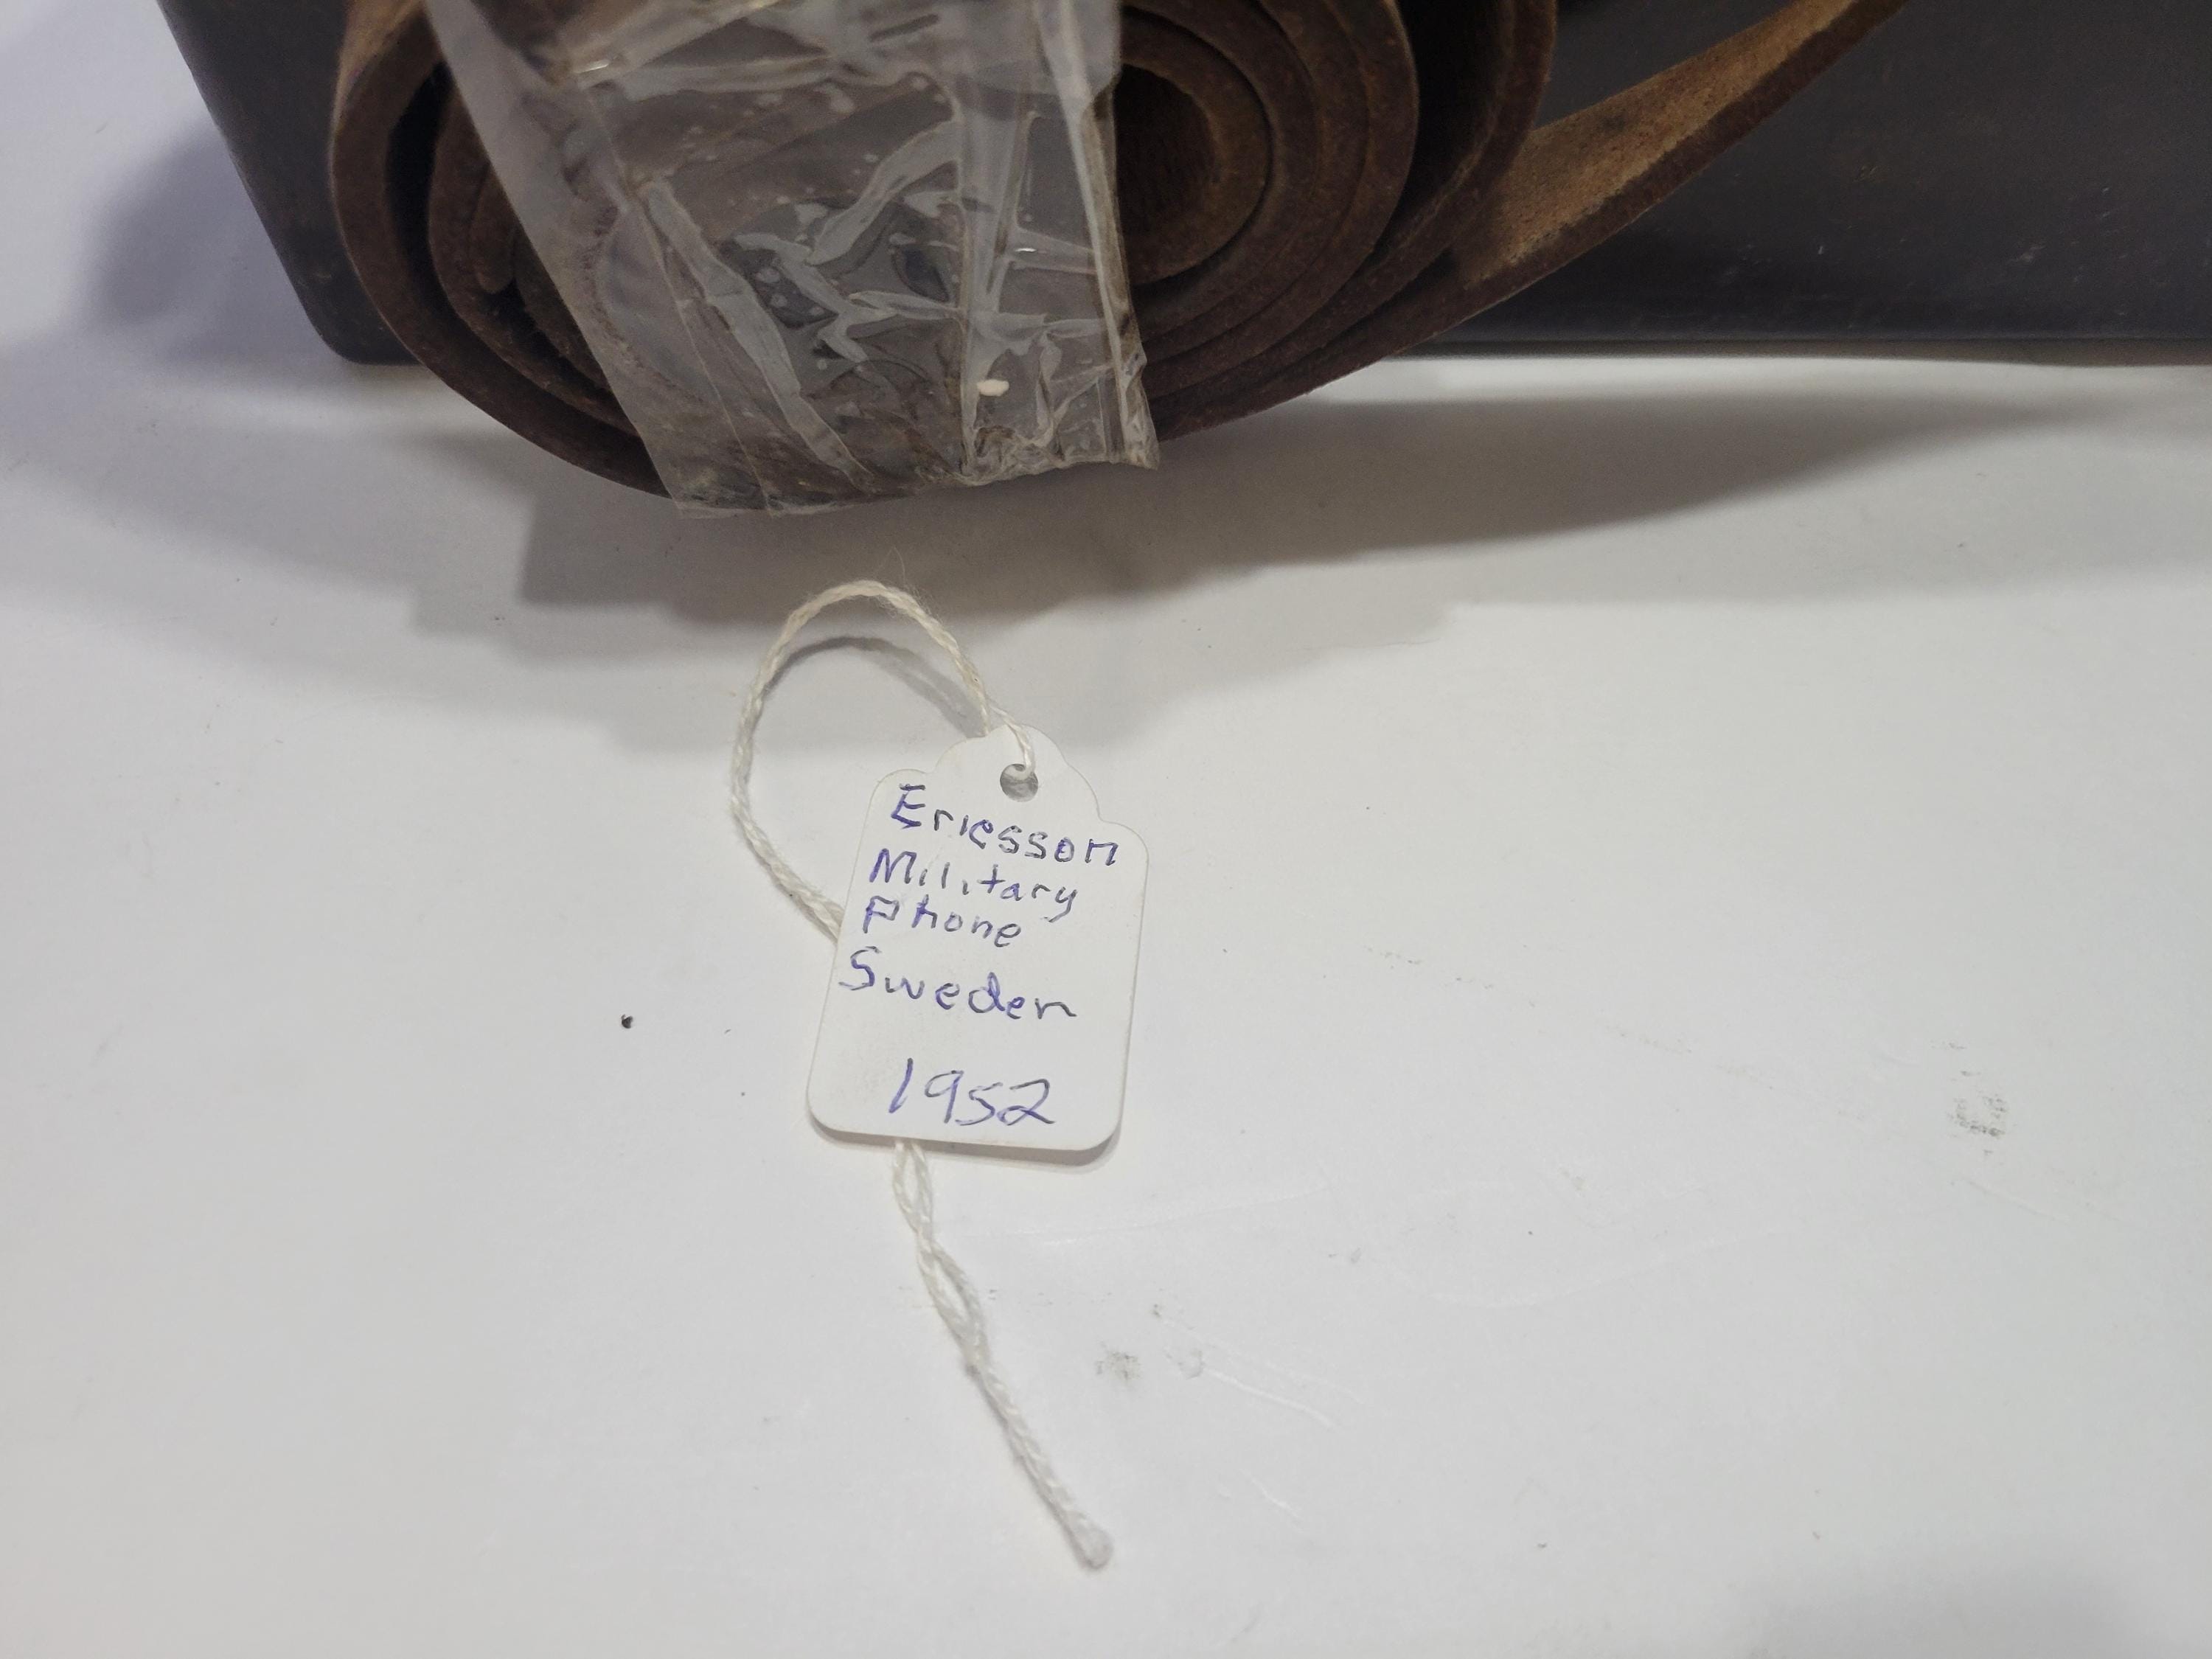 Ericsson
Military
Phone
Sweden
1952